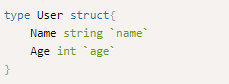 type User struct{
    Name string `name`
    Age int `age`
}